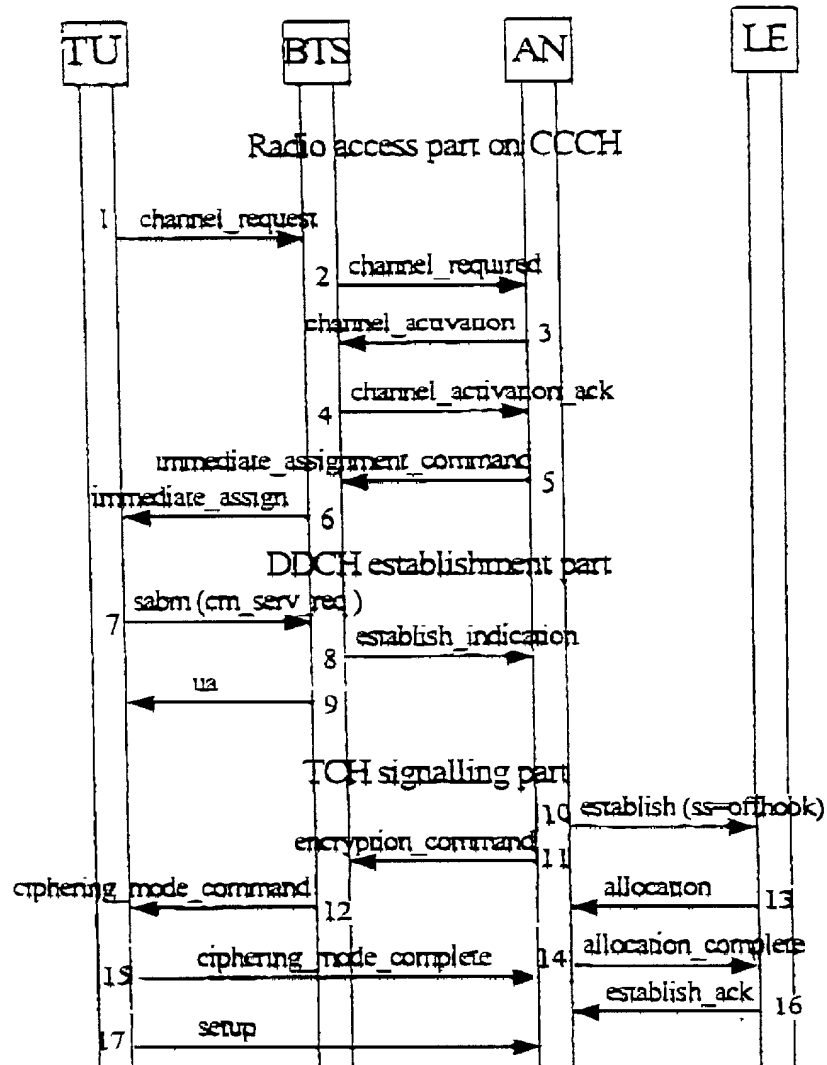 TU BTS AN LE
Radio access part on CCCH
1 channel_request
2 channel_required
channel_activation 3
4 channel_activation_ack
immediate_assignment_command 5
immediate_assign 6
DDCH establishment part
7 sabm (cm_serv_req)
8 establish_indication
ua 9
TCH signalling part
10 establish (ss=offhook)
encryption_command 11
ciphering_mode_command 12
allocation 13
14 allocation_complete
15 ciphering_mode_complete
establish_ack 16
17 setup